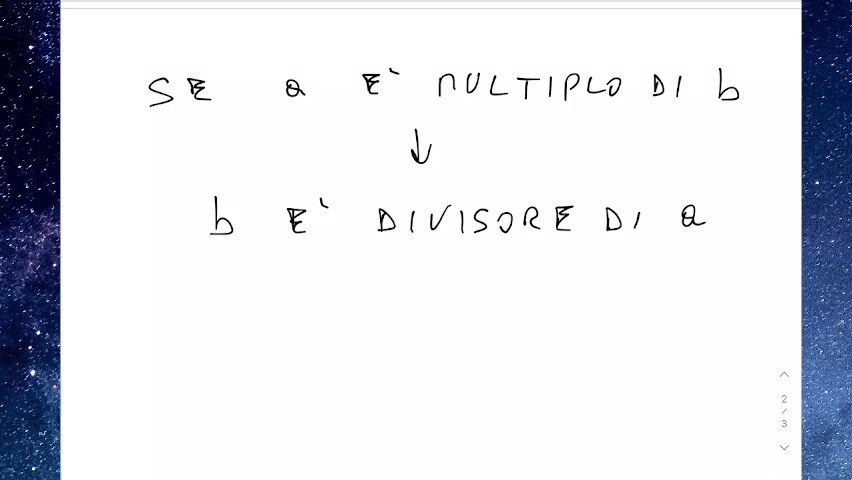 SE a E' MULTIPLO DI b
↓
b E' DIVISORE DI a
2
/
3